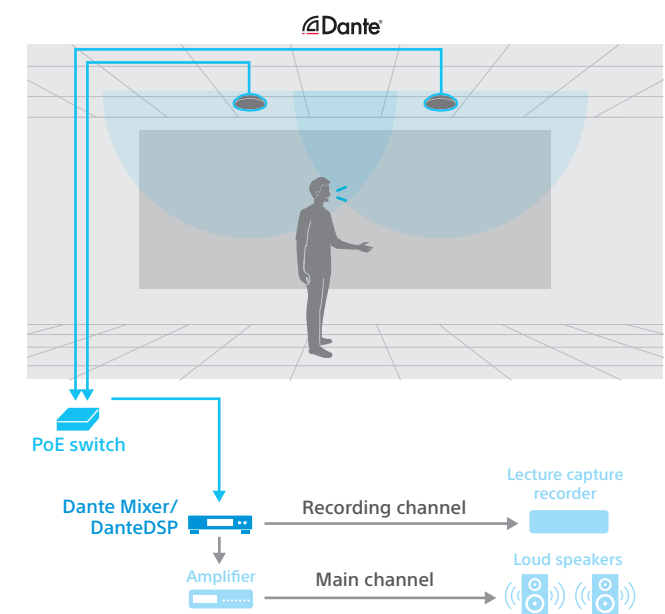 Dante®
PoE switch
Dante Mixer/
DanteDSP
Recording channel
Lecture capture
recorder
Amplifier
Main channel
Loud speakers